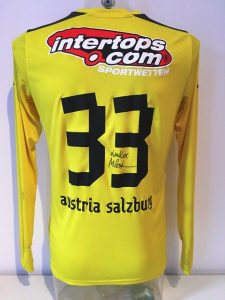 intertops
.com
SPORTWETTEN
33
austria salzburg